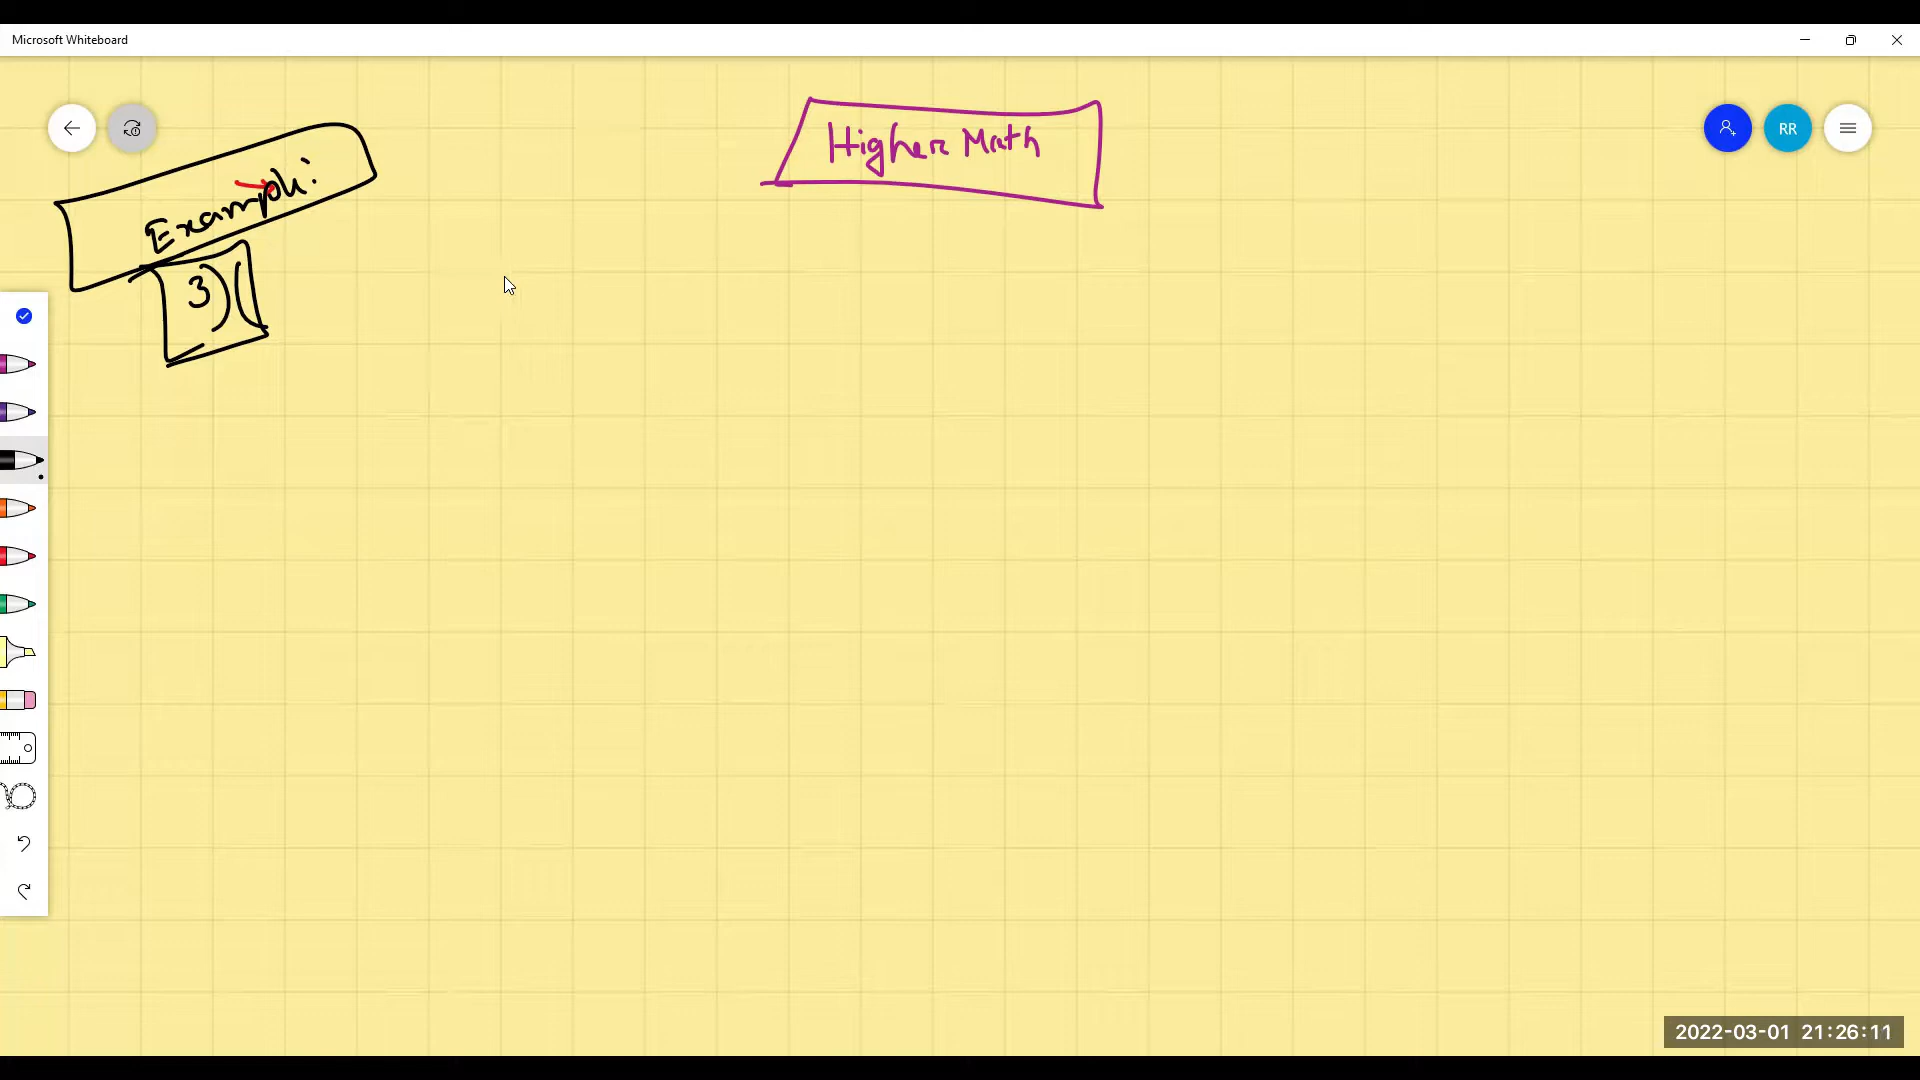 Microsoft Whiteboard
Higher Math
RR
Example:
3)(
2022-03-01 21:26:11